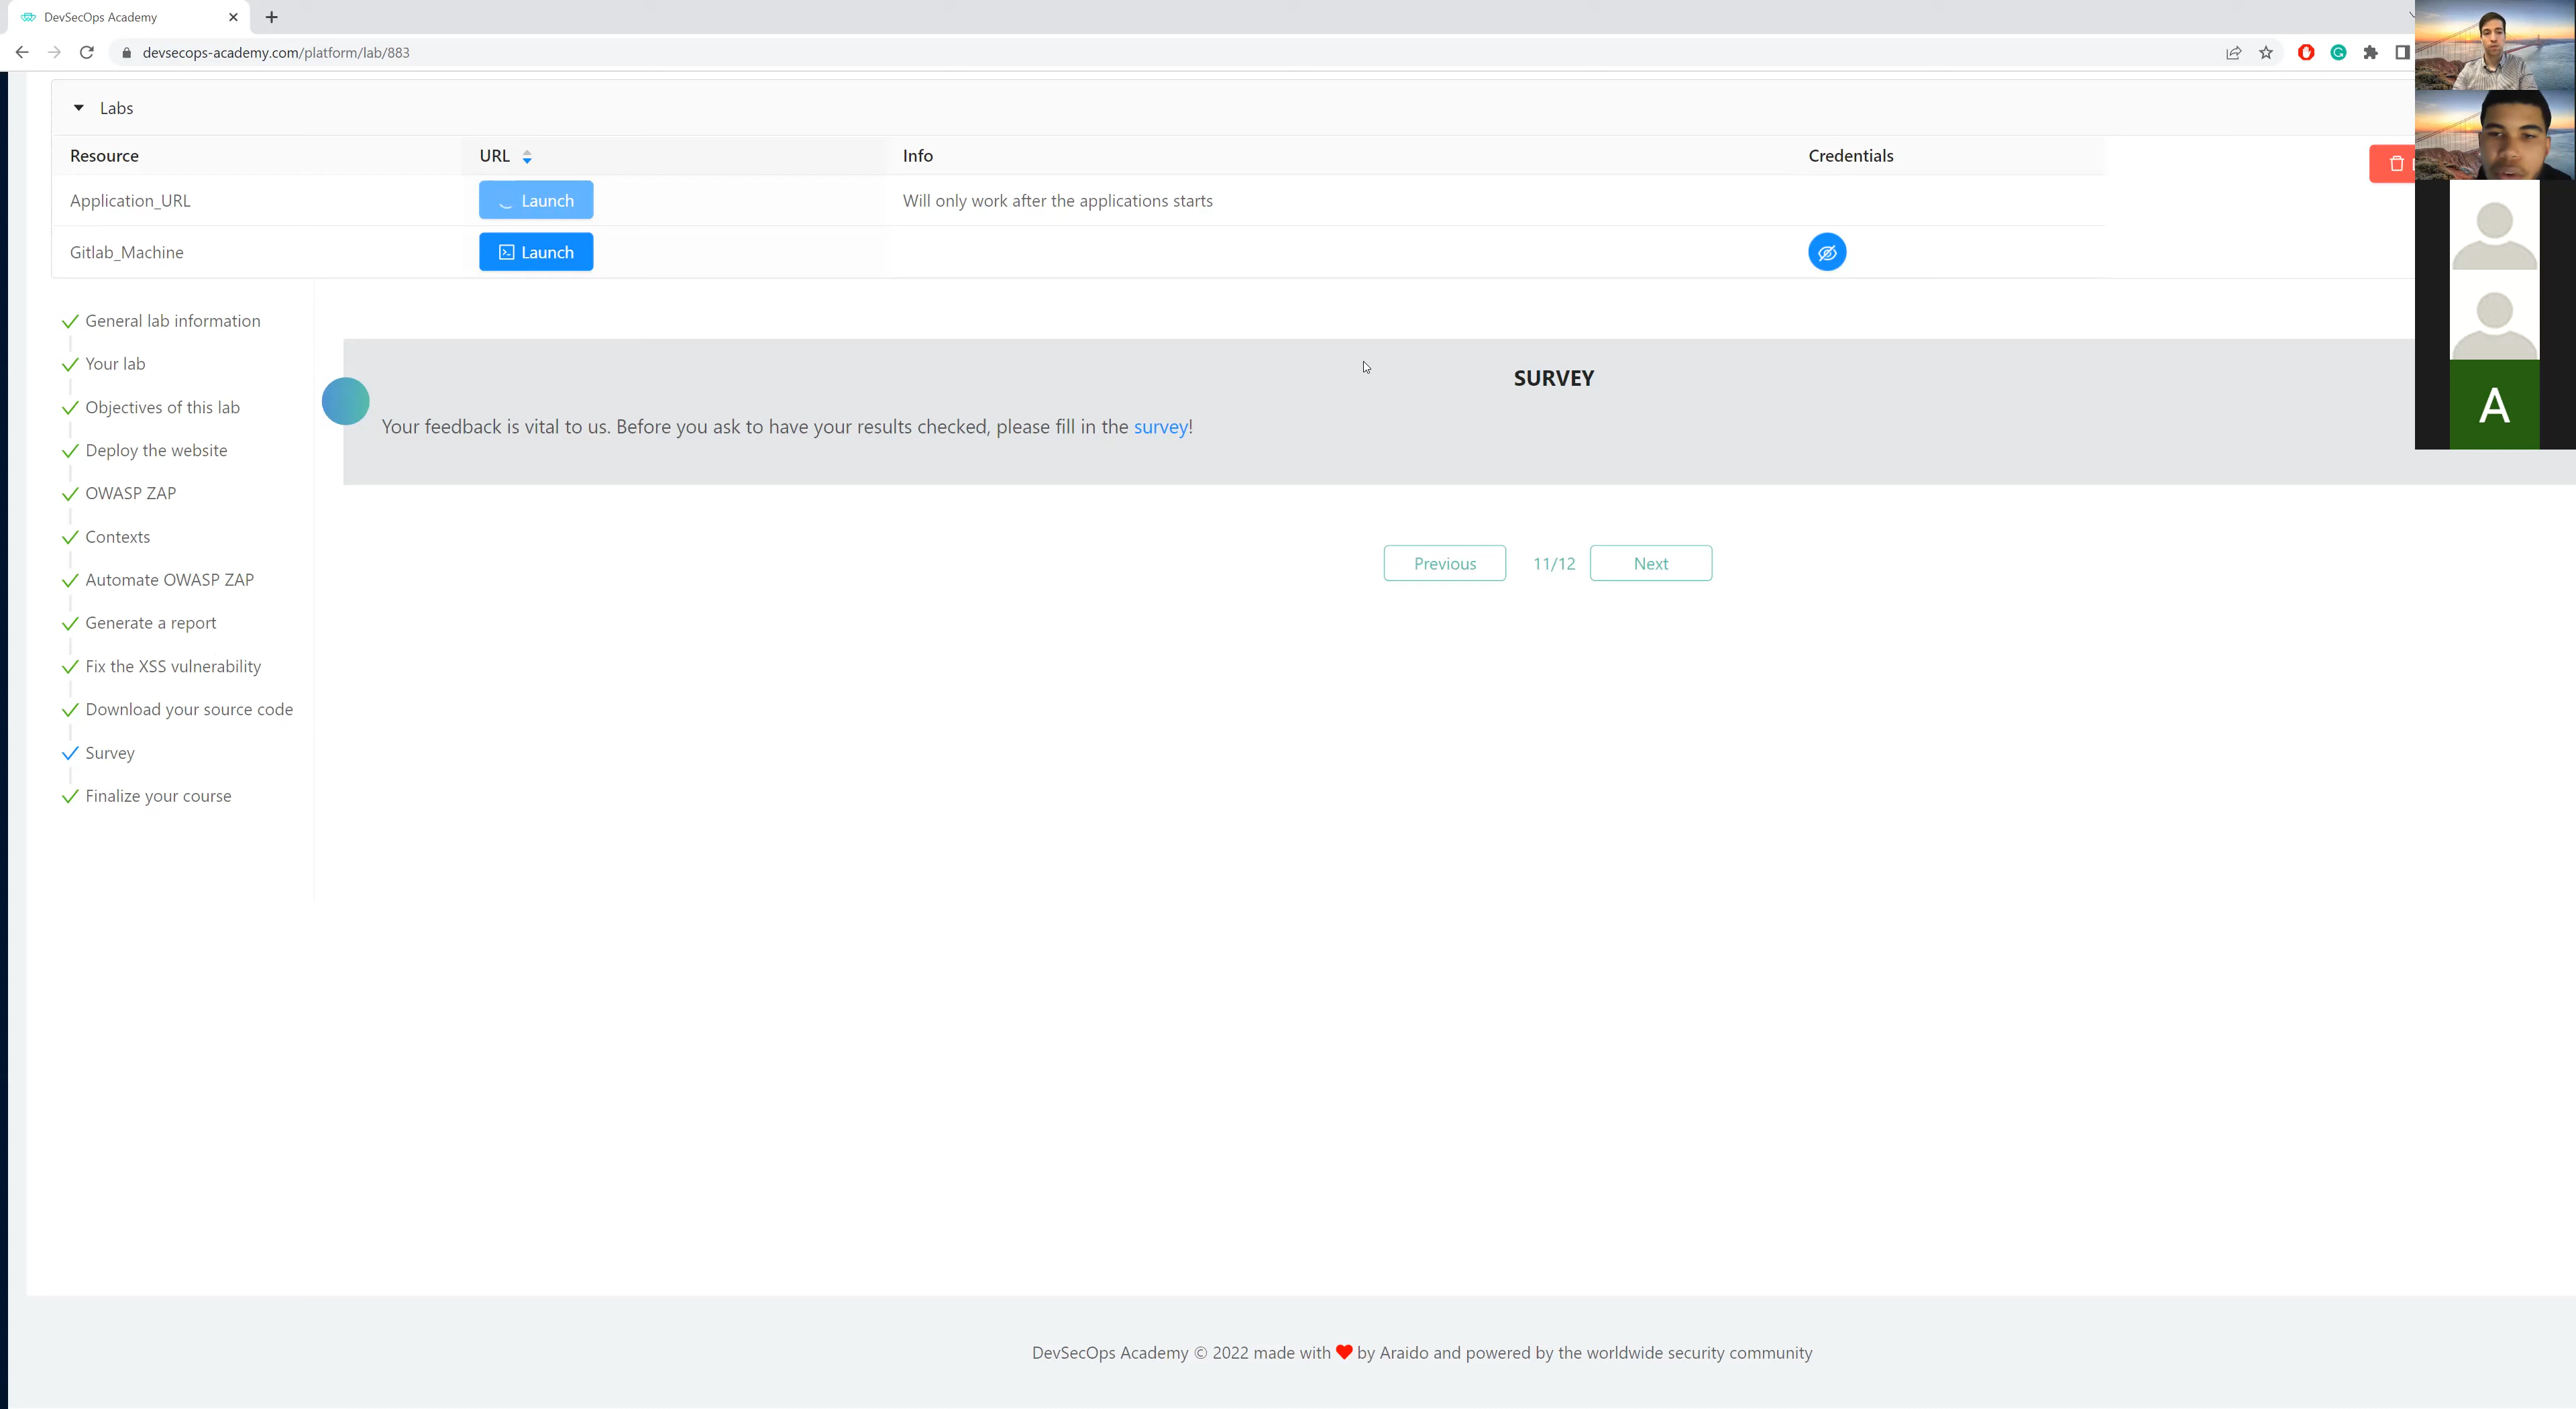 DevSecOps Academy
devsecops-academy.com/platform/lab/883
Labs
Resource URL Info Credentials
Application_URL Launch Will only work after the applications starts
Gitlab_Machine Launch
General lab information
Your lab
Objectives of this lab
Deploy the website
OWASP ZAP
Contexts
Automate OWASP ZAP
Generate a report
Fix the XSS vulnerability
Download your source code
Survey
Finalize your course
SURVEY
Your feedback is vital to us. Before you ask to have your results checked, please fill in the survey!
Previous 11/12 Next
A
DevSecOps Academy © 2022 made with by Araido and powered by the worldwide security community